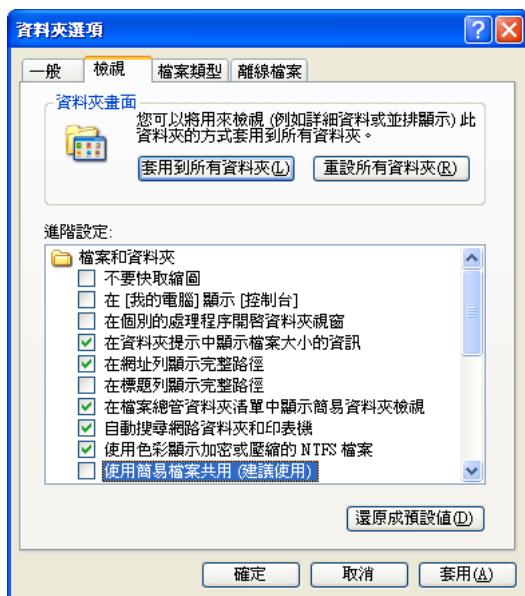 資料夾選項
一般 檢視 檔案類型 離線檔案
資料夾畫面
您可以將用來檢視 (例如詳細資料或並排顯示) 此
資料夾的方式套用到所有資料夾。
套用到所有資料夾(L) 重設所有資料夾(R)
進階設定:
檔案和資料夾
不要快取縮圖
在 [我的電腦] 顯示 [控制台]
在個別的處理程序開啓資料夾視窗
在資料夾提示中顯示檔案大小的資訊
在網址列顯示完整路徑
在標題列顯示完整路徑
在檔案總管資料夾清單中顯示簡易資料夾檢視
自動搜尋網路資料夾和印表機
使用色彩顯示加密或壓縮的 NTFS 檔案
使用簡易檔案共用 (建議使用)
還原成預設值(D)
確定 取消 套用(A)